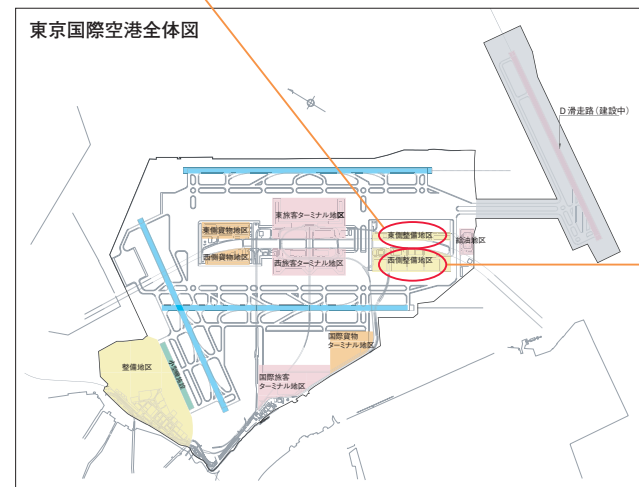 東京国際空港全体図
D滑走路(建設中)
東旅客ターミナル地区
東側貨物地区
東側整備地区
給油地区
西側貨物地区
西旅客ターミナル地区
西側整備地区
国際貨物
ターミナル地区
整備地区
国際旅客
ターミナル地区